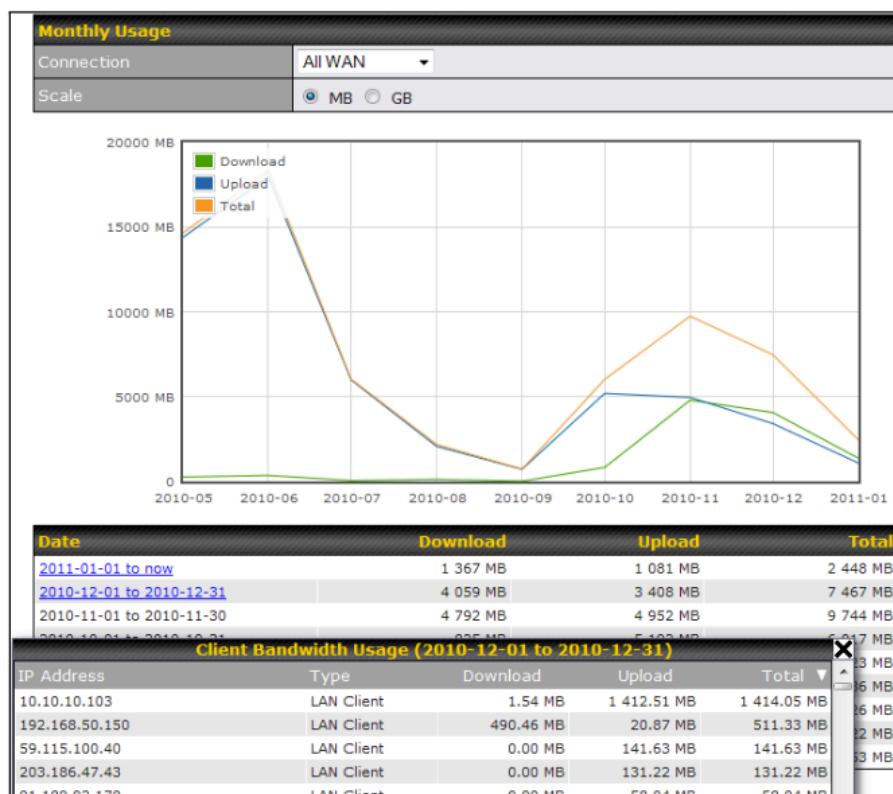 Monthly Usage
Connection All WAN
Scale MB GB
20000 MB
15000 MB
10000 MB
5000 MB
0
Download
Upload
Total
2010-05 2010-06 2010-07 2010-08 2010-09 2010-10 2010-11 2010-12 2011-01
Date Download Upload Total
2011-01-01 to now 1 367 MB 1 081 MB 2 448 MB
2010-12-01 to 2010-12-31 4 059 MB 3 408 MB 7 467 MB
2010-11-01 to 2010-11-30 4 792 MB 4 952 MB 9 744 MB
Client Bandwidth Usage (2010-12-01 to 2010-12-31)
IP Address Type Download Upload Total ▼
10.10.10.103 LAN Client 1.54 MB 1 412.51 MB 1 414.05 MB
192.168.50.150 LAN Client 490.46 MB 20.87 MB 511.33 MB
59.115.100.40 LAN Client 0.00 MB 141.63 MB 141.63 MB
203.186.47.43 LAN Client 0.00 MB 131.22 MB 131.22 MB